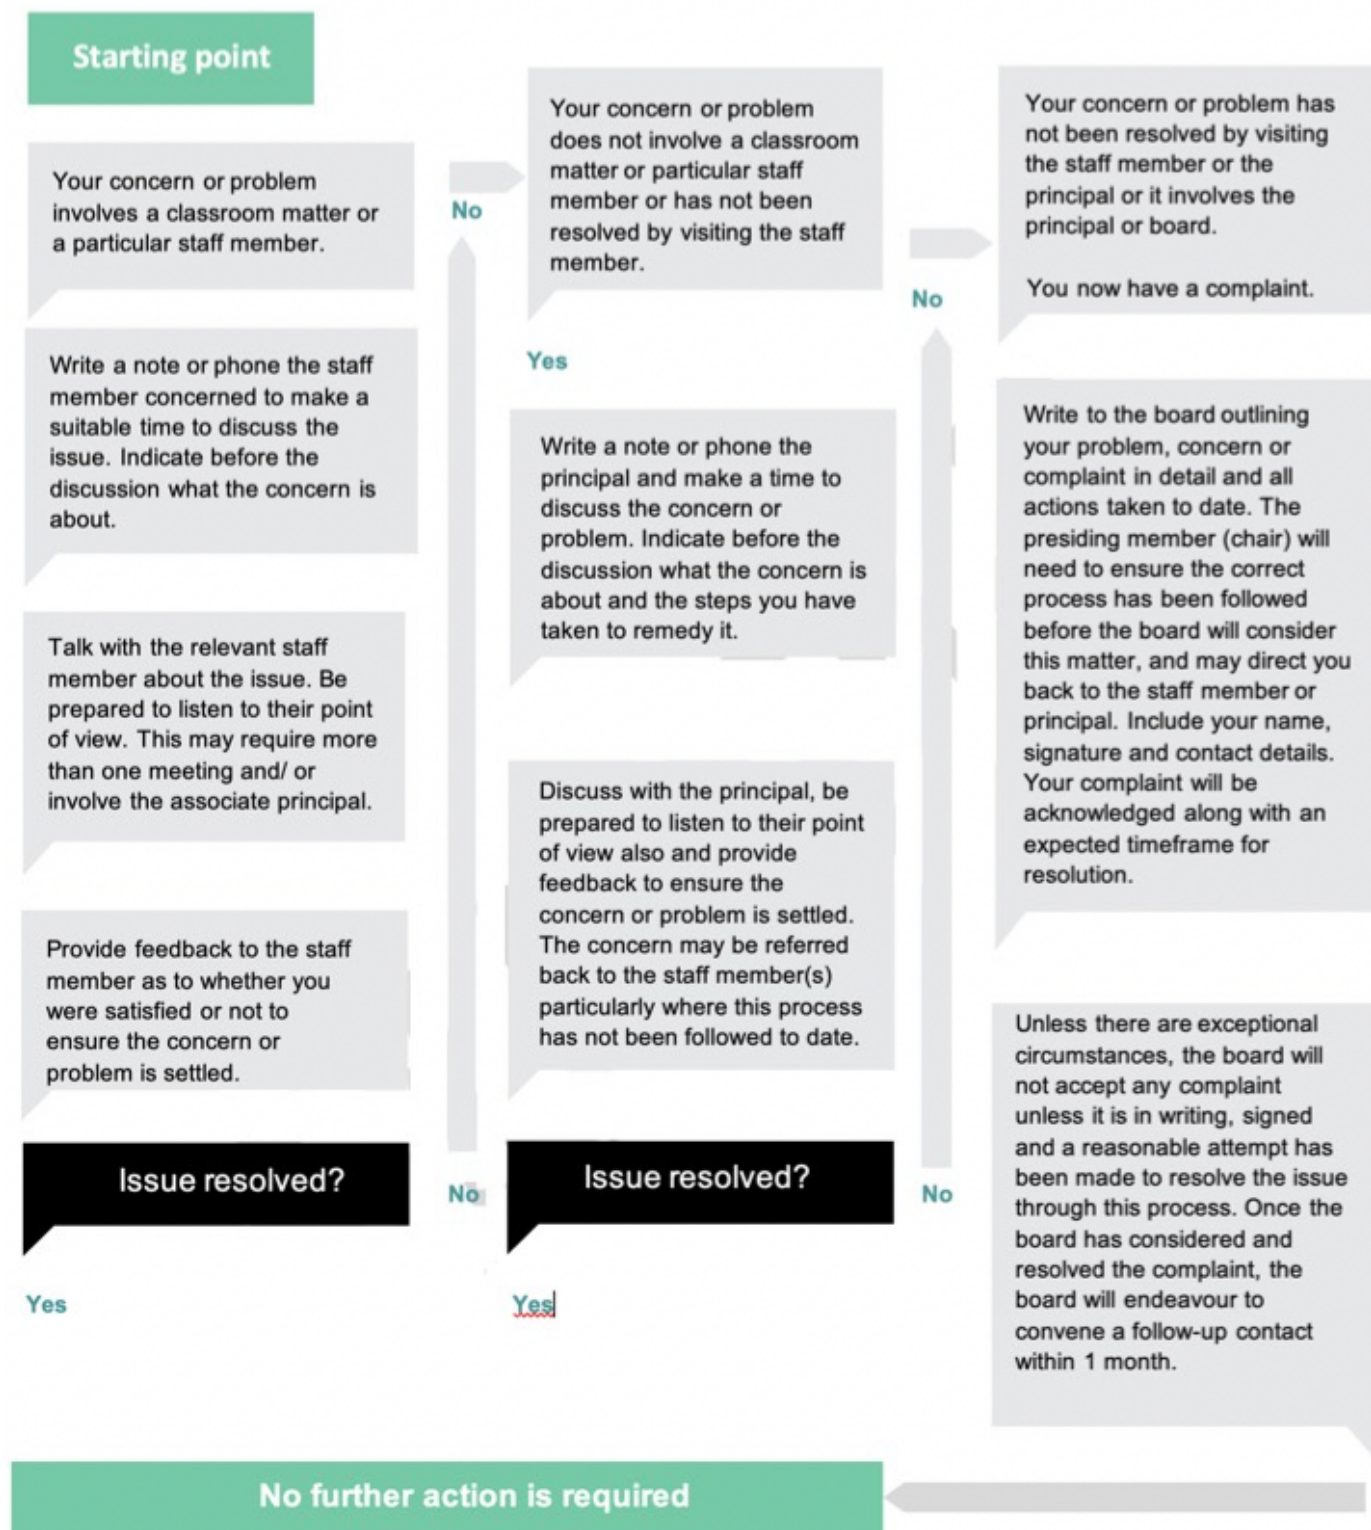 Starting point
Your concern or problem
involves a classroom matter or
a particular staff member.
Write a note or phone the staff
member concerned to make a
suitable time to discuss the
issue. Indicate before the
discussion what the concern is
about.
Talk with the relevant staff
member about the issue. Be
prepared to listen to their point
of view. This may require more
than one meeting and/ or
involve the associate principal.
Provide feedback to the staff
member as to whether you
were satisfied or not to
ensure the concern or
problem is settled.
Issue resolved?
Yes
No
No
Your concern or problem
does not involve a classroom
matter or particular staff
member or has not been
resolved by visiting the staff
member.
Yes
Write a note or phone the
principal and make a time to
discuss the concern or
problem. Indicate before the
discussion what the concern is
about and the steps you have
taken to remedy it.
Discuss with the principal, be
prepared to listen to their point
of view also and provide
feedback to ensure the
concern or problem is settled.
The concern may be referred
back to the staff member(s)
particularly where this process
has not been followed to date.
Issue resolved?
Yes
No
No
Your concern or problem has
not been resolved by visiting
the staff member or the
principal or it involves the
principal or board.
You now have a complaint.
Write to the board outlining
your problem, concern or
complaint in detail and all
actions taken to date. The
presiding member (chair) will
need to ensure the correct
process has been followed
before the board will consider
this matter, and may direct you
back to the staff member or
principal. Include your name,
signature and contact details.
Your complaint will be
acknowledged along with an
expected timeframe for
resolution.
Unless there are exceptional
circumstances, the board will
not accept any complaint
unless it is in writing, signed
and a reasonable attempt has
been made to resolve the issue
through this process. Once the
board has considered and
resolved the complaint, the
board will endeavour to
convene a follow-up contact
within 1 month.
No further action is required